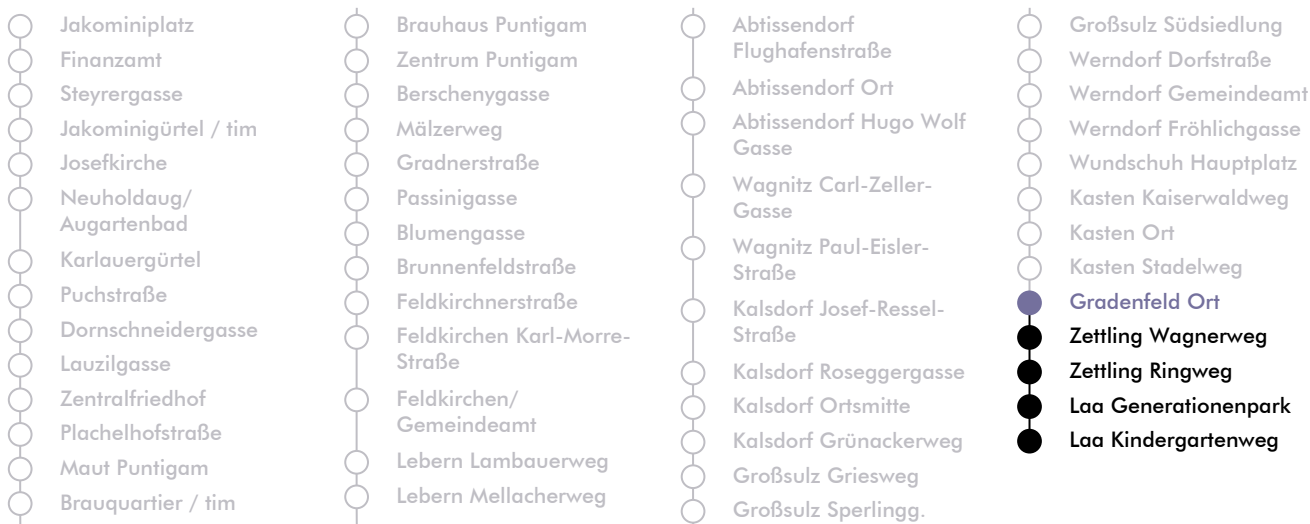 Jakominiplatz
Finanzamt
Steyrergasse
Jakominigürtel / tim
Josefkirche
Neuholdaug/
Augartenbad
Karlauergürtel
Puchstraße
Dornschneidergasse
Lauzilgasse
Zentralfriedhof
Plachelhofstraße
Maut Puntigam
Brauquartier / tim
Brauhaus Puntigam
Zentrum Puntigam
Berschenygasse
Mälzerweg
Gradnerstraße
Passinigasse
Blumengasse
Brunnenfeldstraße
Feldkirchnerstraße
Feldkirchen Karl-Morre-
Straße
Feldkirchen/
Gemeindeamt
Lebern Lambauerweg
Lebern Mellacherweg
Abtissendorf
Flughafenstraße
Abtissendorf Ort
Abtissendorf Hugo Wolf
Gasse
Wagnitz Carl-Zeller-
Gasse
Wagnitz Paul-Eisler-
Straße
Kalsdorf Josef-Ressel-
Straße
Kalsdorf Roseggergasse
Kalsdorf Ortsmitte
Kalsdorf Grünackerweg
Großsulz Griesweg
Großsulz Sperlingg.
Großsulz Südsiedlung
Werndorf Dorfstraße
Werndorf Gemeindeamt
Werndorf Fröhlichgasse
Wundschuh Hauptplatz
Kasten Kaiserwaldweg
Kasten Ort
Kasten Stadelweg
Gradenfeld Ort
Zettling Wagnerweg
Zettling Ringweg
Laa Generationenpark
Laa Kindergartenweg